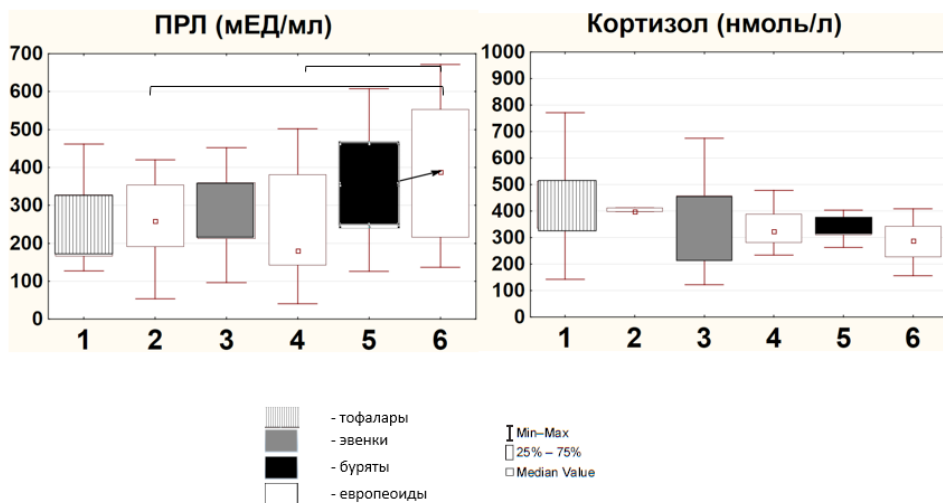 ПРЛ (мЕД/мл)
700
600
500
400
300
200
100
0
1 2 3 4 5 6
Кортизол (нмоль/л)
1000
900
800
700
600
500
400
300
200
100
0
1 2 3 4 5 6
- тофалары
- эвенки
- буряты
- европеоиды
Min–Max
25% – 75%
Median Value